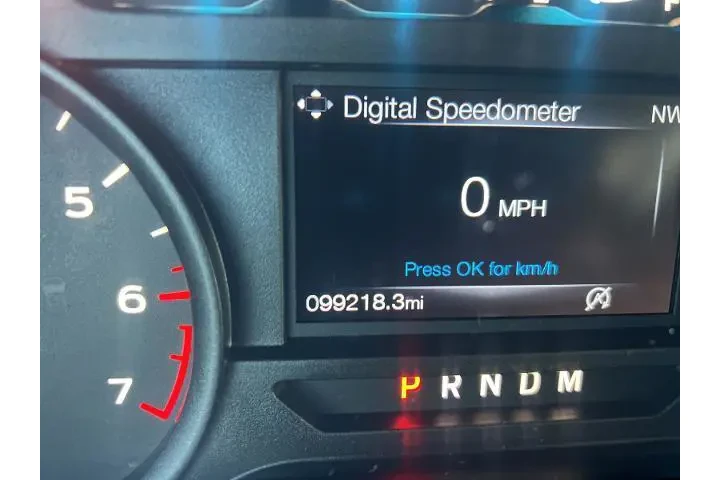 Digital Speedometer NW
5
0 MPH
Press OK for km/h
6
099218.3mi
7
P R N D M